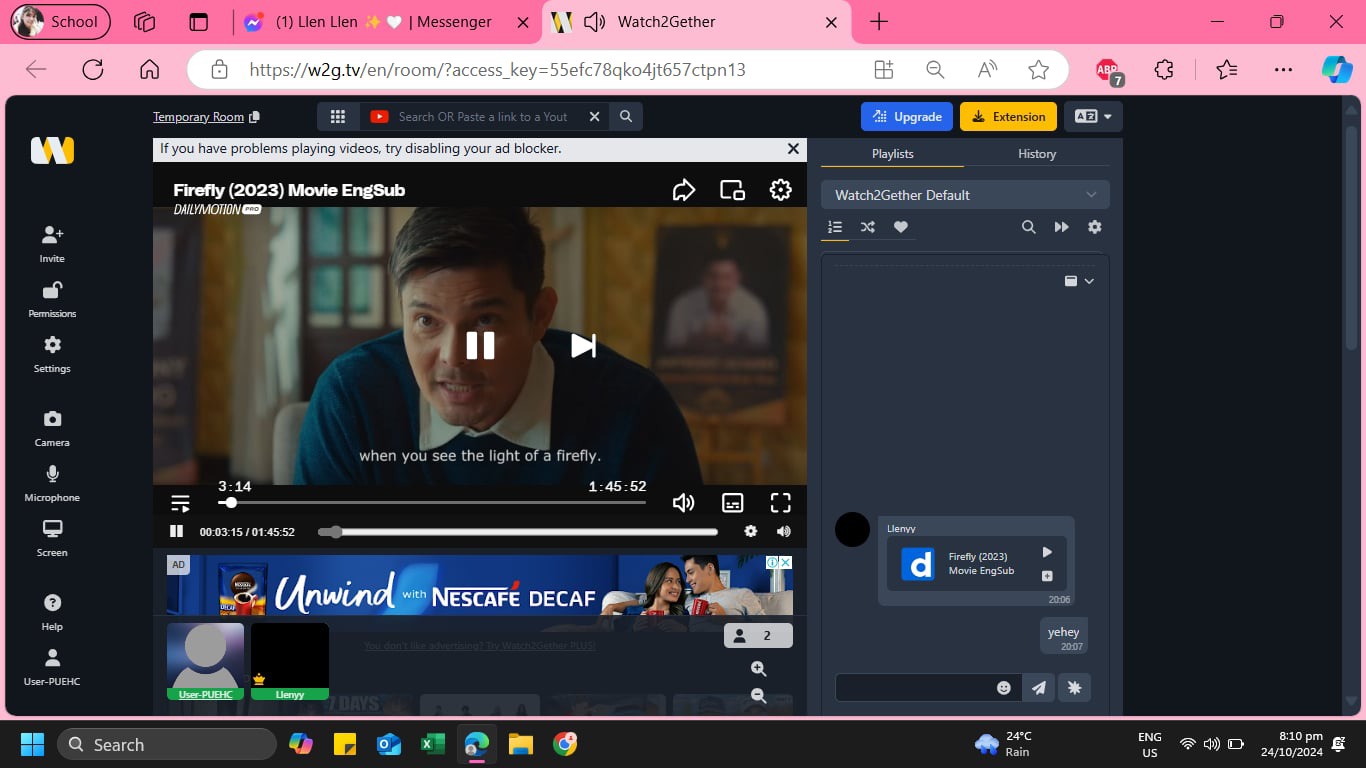 School
(1) Llen Llen ✨🤍 | Messenger
Watch2Gether
https://w2g.tv/en/room/?access_key=55efc78qko4jt657ctpn13
ABP
7
Temporary Room
Search OR Paste a link to a Yout
Upgrade
Extension
If you have problems playing videos, try disabling your ad blocker.
Playlists
History
Firefly (2023) Movie EngSub
DAILYMOTION PRO
Watch2Gether Default
Invite
Permissions
Settings
Camera
Microphone
Screen
Help
User-PUEHC
when you see the light of a firefly.
3:14
1:45:52
00:03:15 / 01:45:52
AD
NESCAFÉ
DECAF
Unwind with NESCAFÉ DECAF
You don't like advertising? Try Watch2Gether PLUS!
2
User-PUEHC
Llenyy
7 DAYS
Llenyy
d
Firefly (2023)
Movie EngSub
20:06
yehey
20:07
Search
24°C
Rain
ENG
US
8:10 pm
24/10/2024